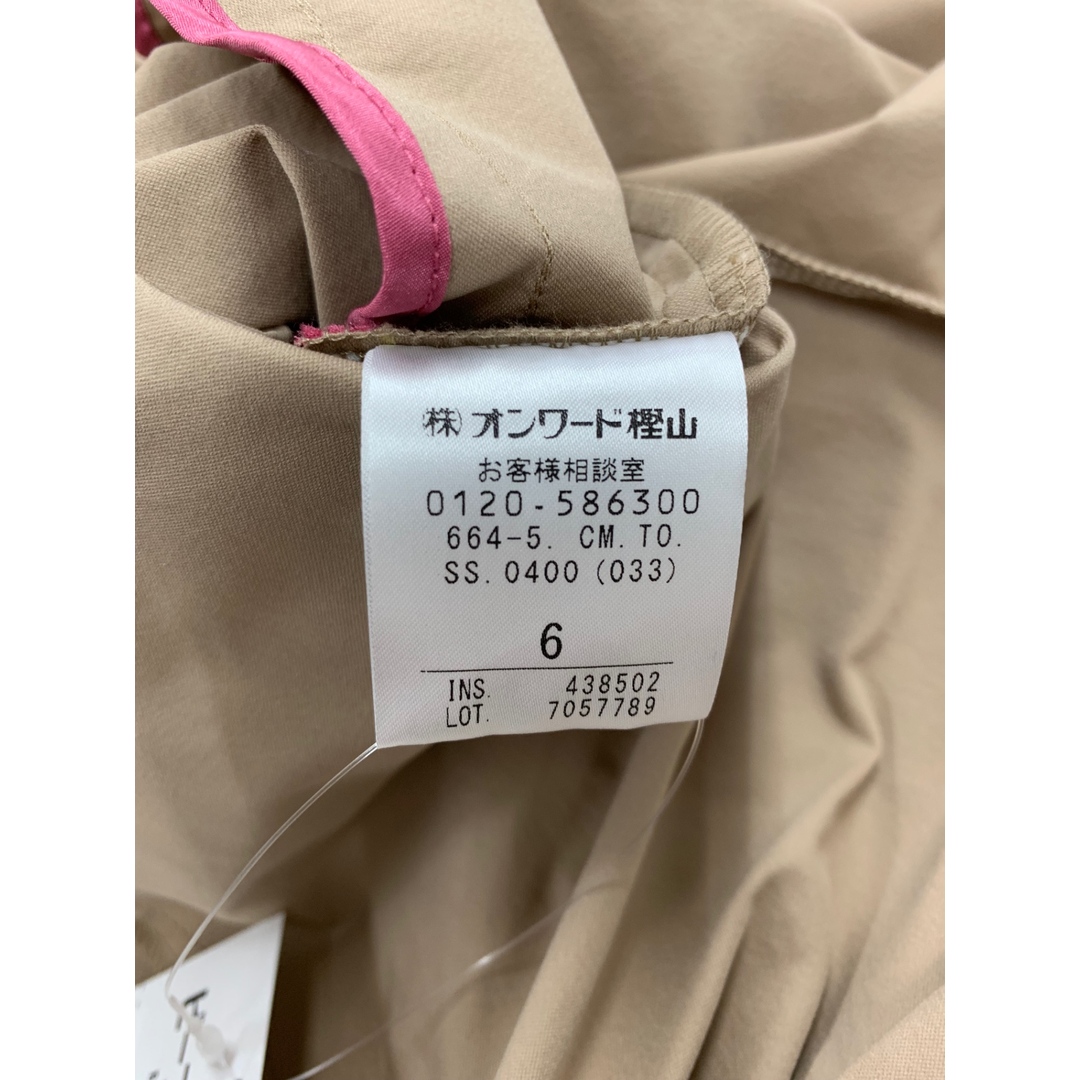 ㈱オンワード樫山
お客様相談室
0120-586300
664-5. CM.TO.
SS.0400(033)
6
INS. 438502
LOT. 7057789